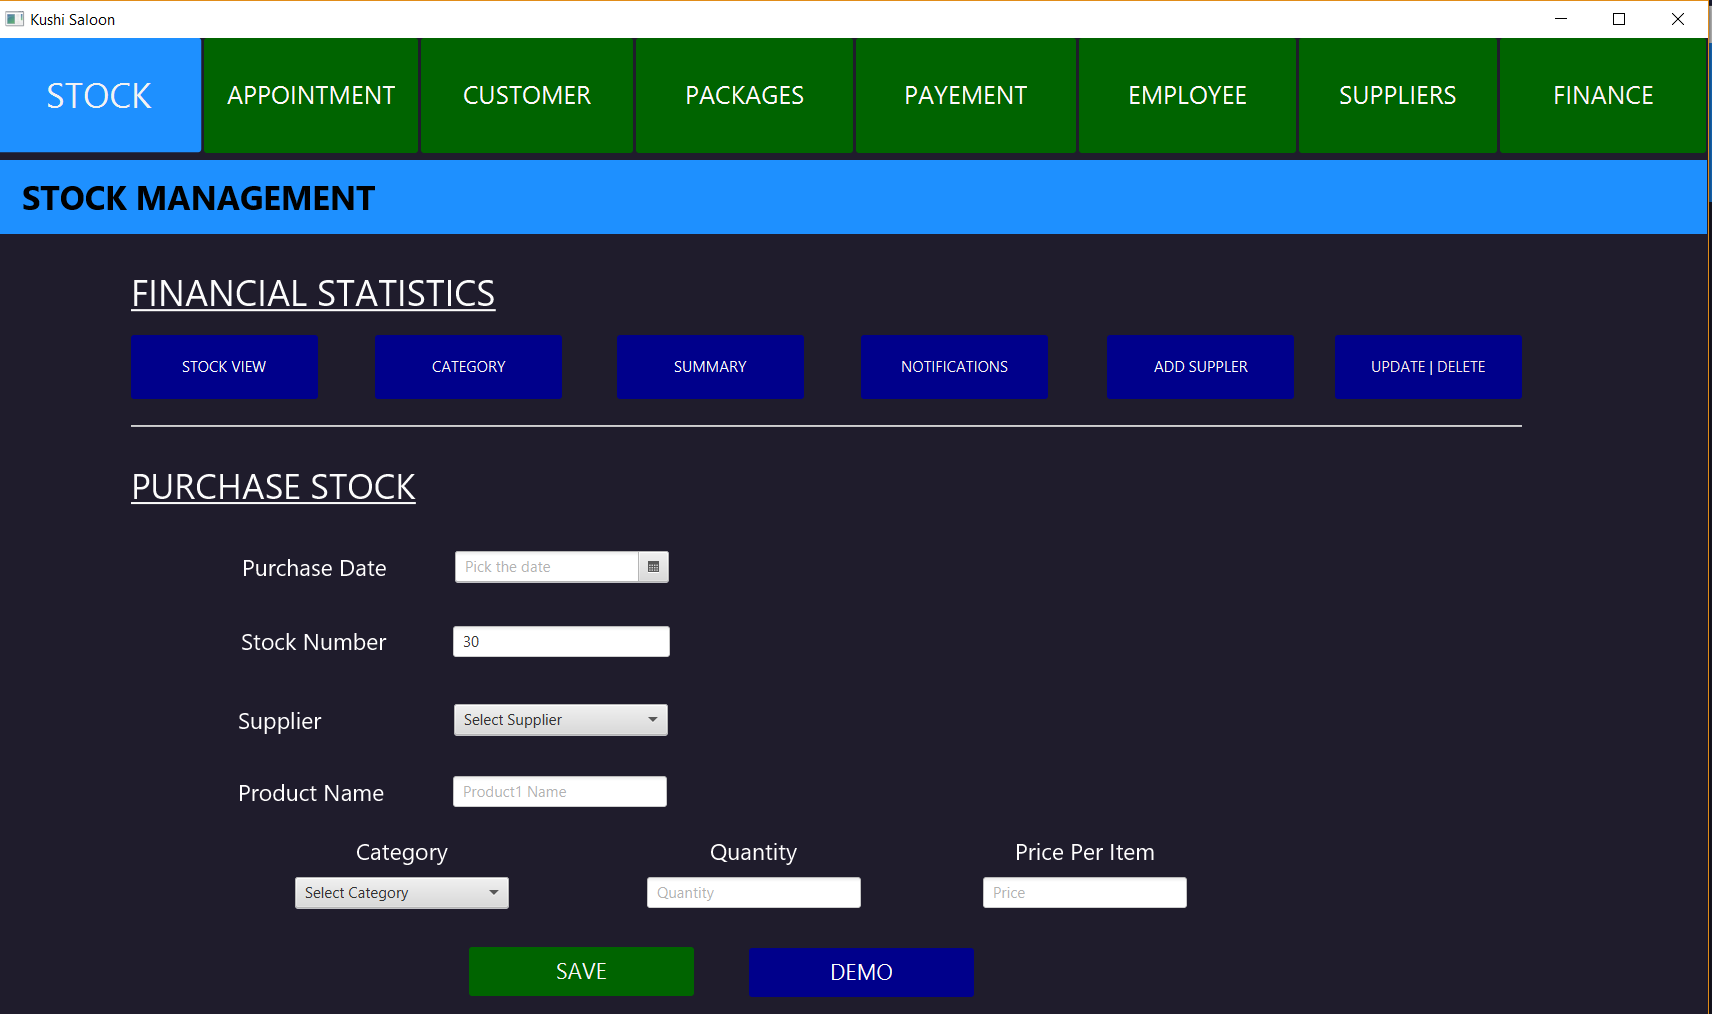 Kushi Saloon
STOCK APPOINTMENT CUSTOMER PACKAGES PAYEMENT EMPLOYEE SUPPLIERS FINANCE
STOCK MANAGEMENT
FINANCIAL STATISTICS
STOCK VIEW CATEGORY SUMMARY NOTIFICATIONS ADD SUPPLER UPDATE | DELETE
PURCHASE STOCK
Purchase Date Pick the date
Stock Number 30
Supplier Select Supplier
Product Name Product1 Name
Category Quantity Price Per Item
Select Category Quantity Price
SAVE DEMO